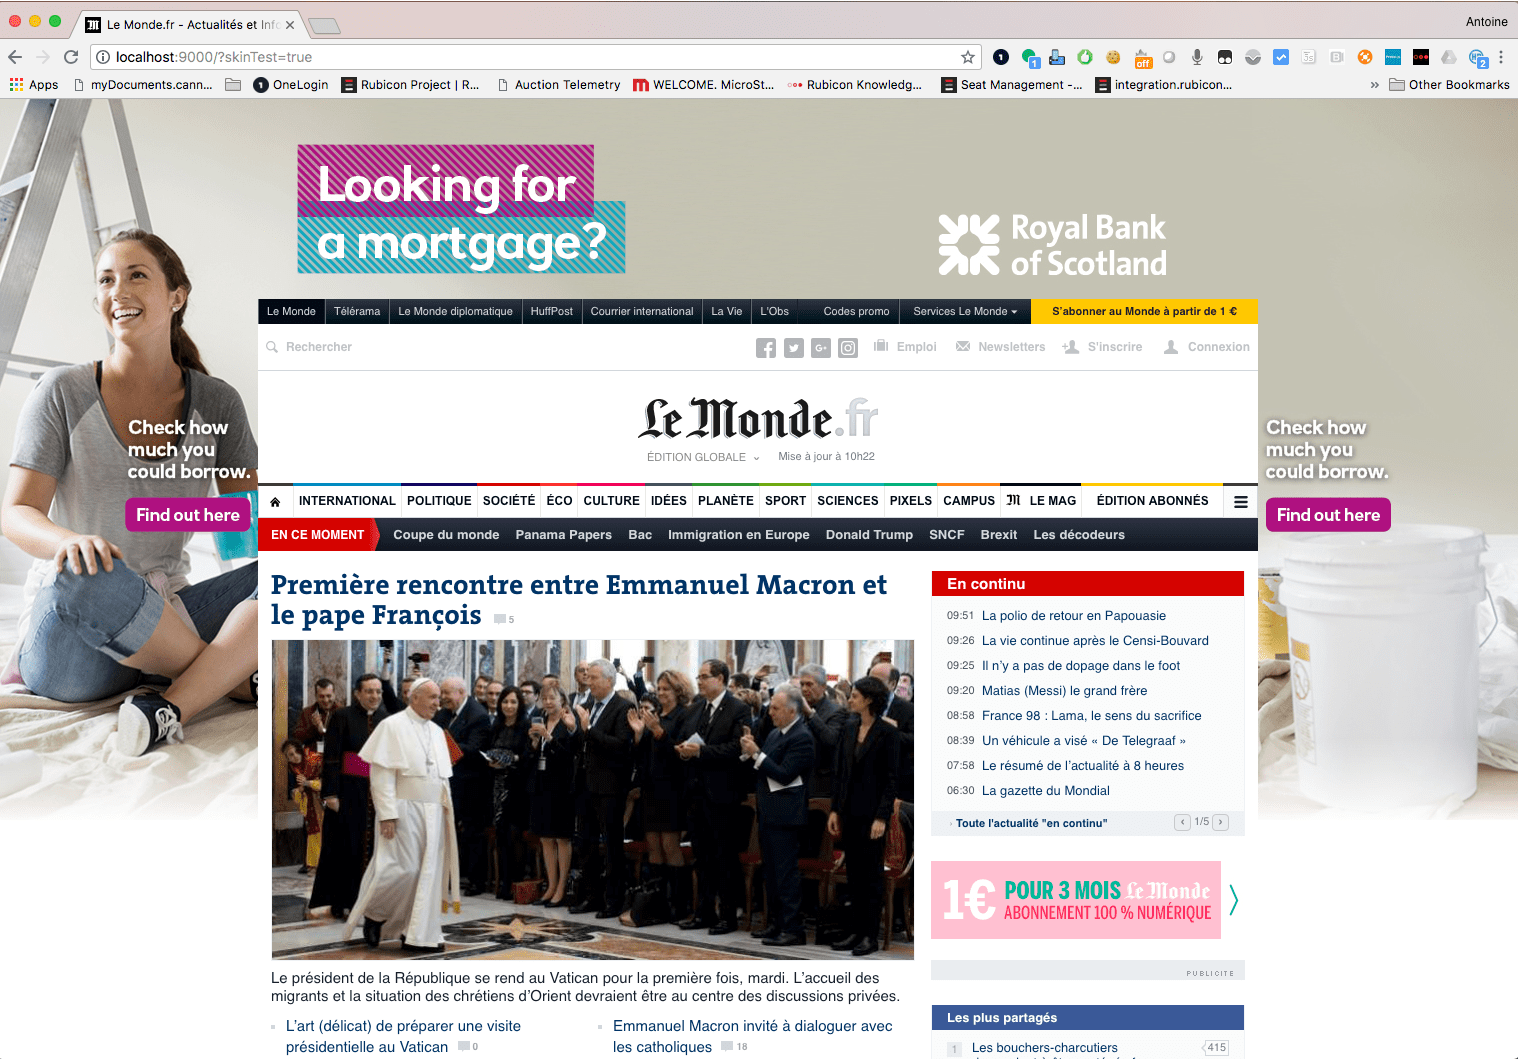 Le Monde.fr - Actualités et Info
Antoine
localhost:9000/?skinTest=true
Apps myDocuments.cann... OneLogin Rubicon Project | R... Auction Telemetry WELCOME. MicroSt... Rubicon Knowledg... Seat Management -... integration.rubicon... » Other Bookmarks
Looking for
a mortgage?
Royal Bank
of Scotland
Le Monde Télérama Le Monde diplomatique HuffPost Courrier international La Vie L'Obs Codes promo Services Le Monde S'abonner au Monde à partir de 1 €
Rechercher Emploi Newsletters S'inscrire Connexion
Le Monde.fr
ÉDITION GLOBALE Mise à jour à 10h22
Check how
much you
could borrow.
Find out here
Check how
much you
could borrow.
Find out here
INTERNATIONAL POLITIQUE SOCIÉTÉ ÉCO CULTURE IDÉES PLANÈTE SPORT SCIENCES PIXELS CAMPUS M LE MAG ÉDITION ABONNÉS
EN CE MOMENT Coupe du monde Panama Papers Bac Immigration en Europe Donald Trump SNCF Brexit Les décodeurs
Première rencontre entre Emmanuel Macron et
le pape François 5
Le président de la République se rend au Vatican pour la première fois, mardi. L'accueil des
migrants et la situation des chrétiens d'Orient devraient être au centre des discussions privées.
L'art (délicat) de préparer une visite
présidentielle au Vatican 0
Emmanuel Macron invité à dialoguer avec
les catholiques 18
En continu
09:51 La polio de retour en Papouasie
09:26 La vie continue après le Censi-Bouvard
09:25 Il n'y a pas de dopage dans le foot
09:20 Matias (Messi) le grand frère
08:58 France 98 : Lama, le sens du sacrifice
08:39 Un véhicule a visé « De Telegraaf »
07:58 Le résumé de l'actualité à 8 heures
06:30 La gazette du Mondial
Toute l'actualité "en continu" ‹ 1/5 ›
1€ POUR 3 MOIS Le Monde
ABONNEMENT 100 % NUMÉRIQUE
PUBLICITÉ
Les plus partagés
1 Les bouchers-charcutiers 415